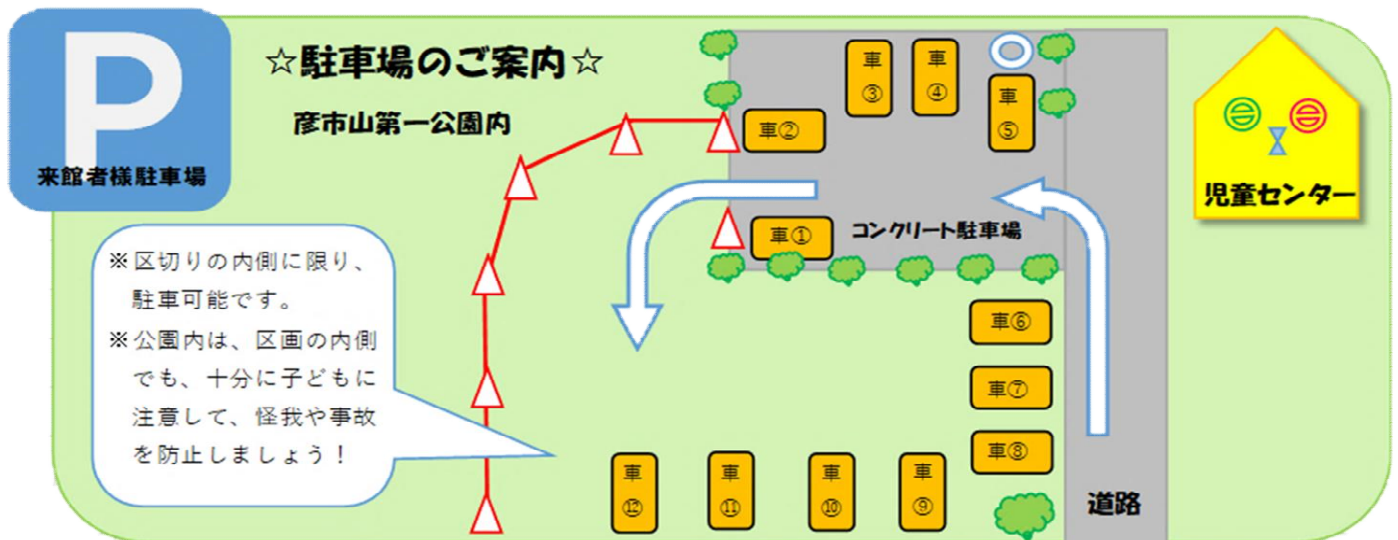 P
来館者様駐車場
☆駐車場のご案内☆
彦市山第一公園内
※区切りの内側に限り、
駐車可能です。
※公園内は、区画の内側
でも、十分に子どもに
注意して、怪我や事故
を防止しましょう！
車③
車④
車⑤
車②
車①
コンクリート駐車場
児童センター
車⑥
車⑦
車⑧
車⑫
車⑪
車⑩
車⑨
道路